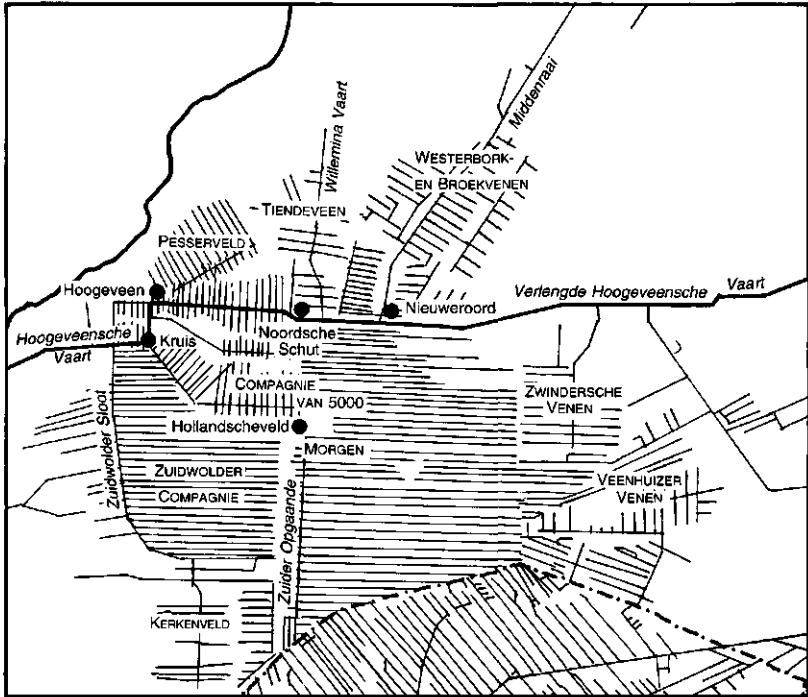 Willemina Vaart
Middenraai
WESTERBORK-
EN BROEKVENEN
TIENDEVEEN
PESSERVELD
Hoogeveen
Nieuweroord
Verlengde Hoogeveensche Vaart
Hoogeveensche
Vaart
Kruis
Noordsche
Schut
COMPAGNIE
VAN 5000
MORGEN
ZWINDERSCHE
VENEN
Hollandscheveld
Zuidwolder Sloot
ZUIDWOLDER
COMPAGNIE
VEENHUIZER
VENEN
Zuider Opgaande
KERKENVELD